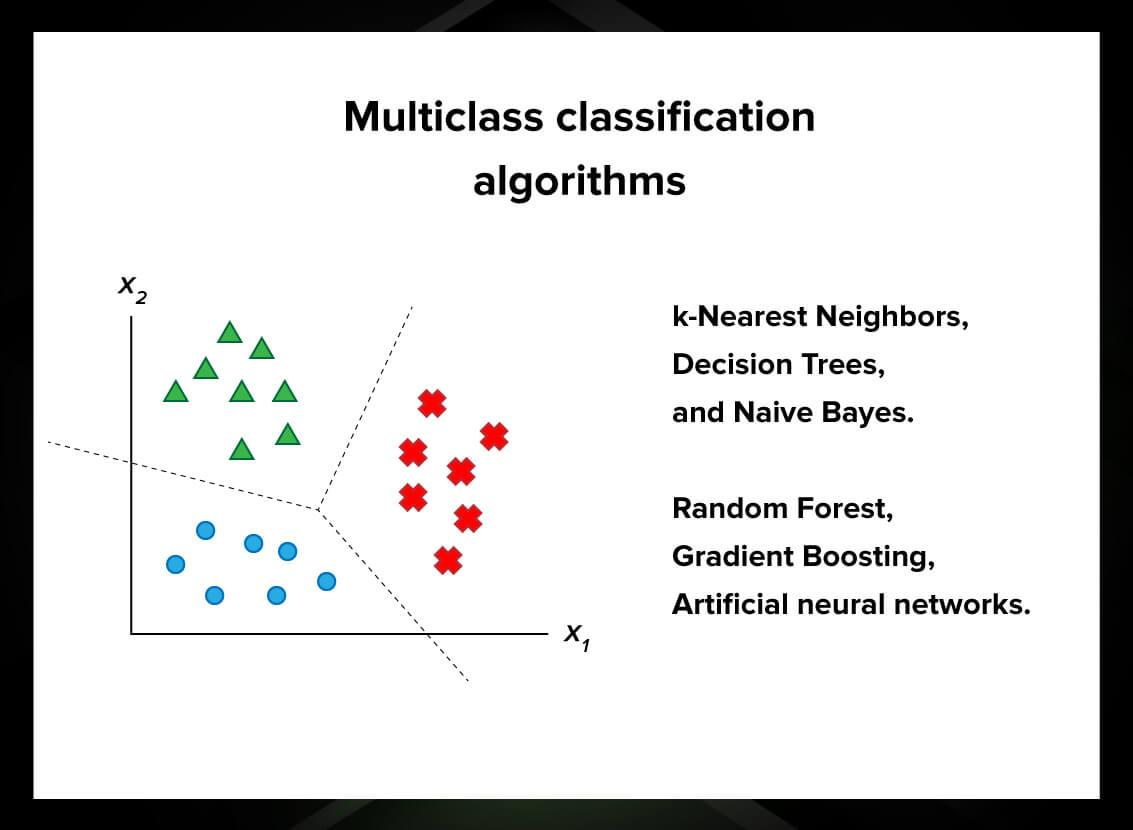 Multiclass classification
algorithms
X2
k-Nearest Neighbors,
Decision Trees,
and Naive Bayes.
Random Forest,
Gradient Boosting,
Artificial neural networks.
X1